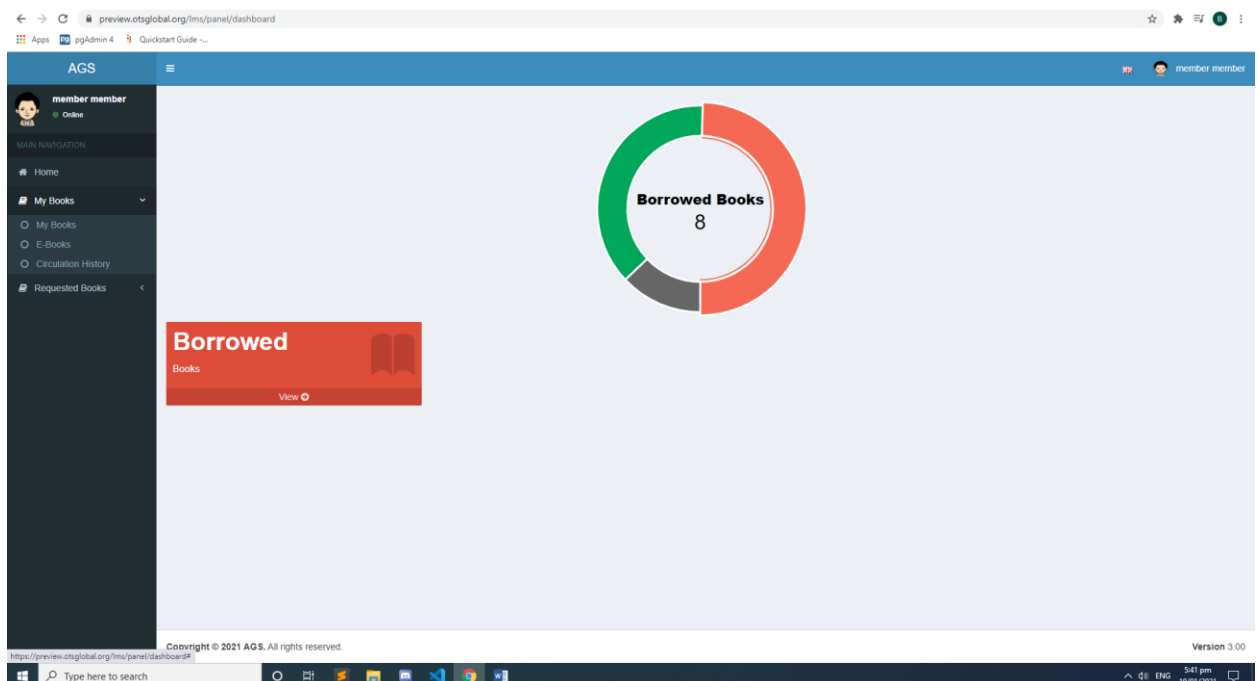 preview.otsglobal.org/lms/panel/dashboard
B
Apps pgAdmin 4 Quickstart Guide -...
AGS
member member
member member
Online
MAIN NAVIGATION
Home
My Books
My Books
E-Books
Circulation History
Requested Books
Borrowed Books
8
Borrowed
Books
View
Copyright © 2021 AGS. All rights reserved.
Version 3.00
https://preview.otsglobal.org/lms/panel/dashboard#
Type here to search
ENG
5:41 pm